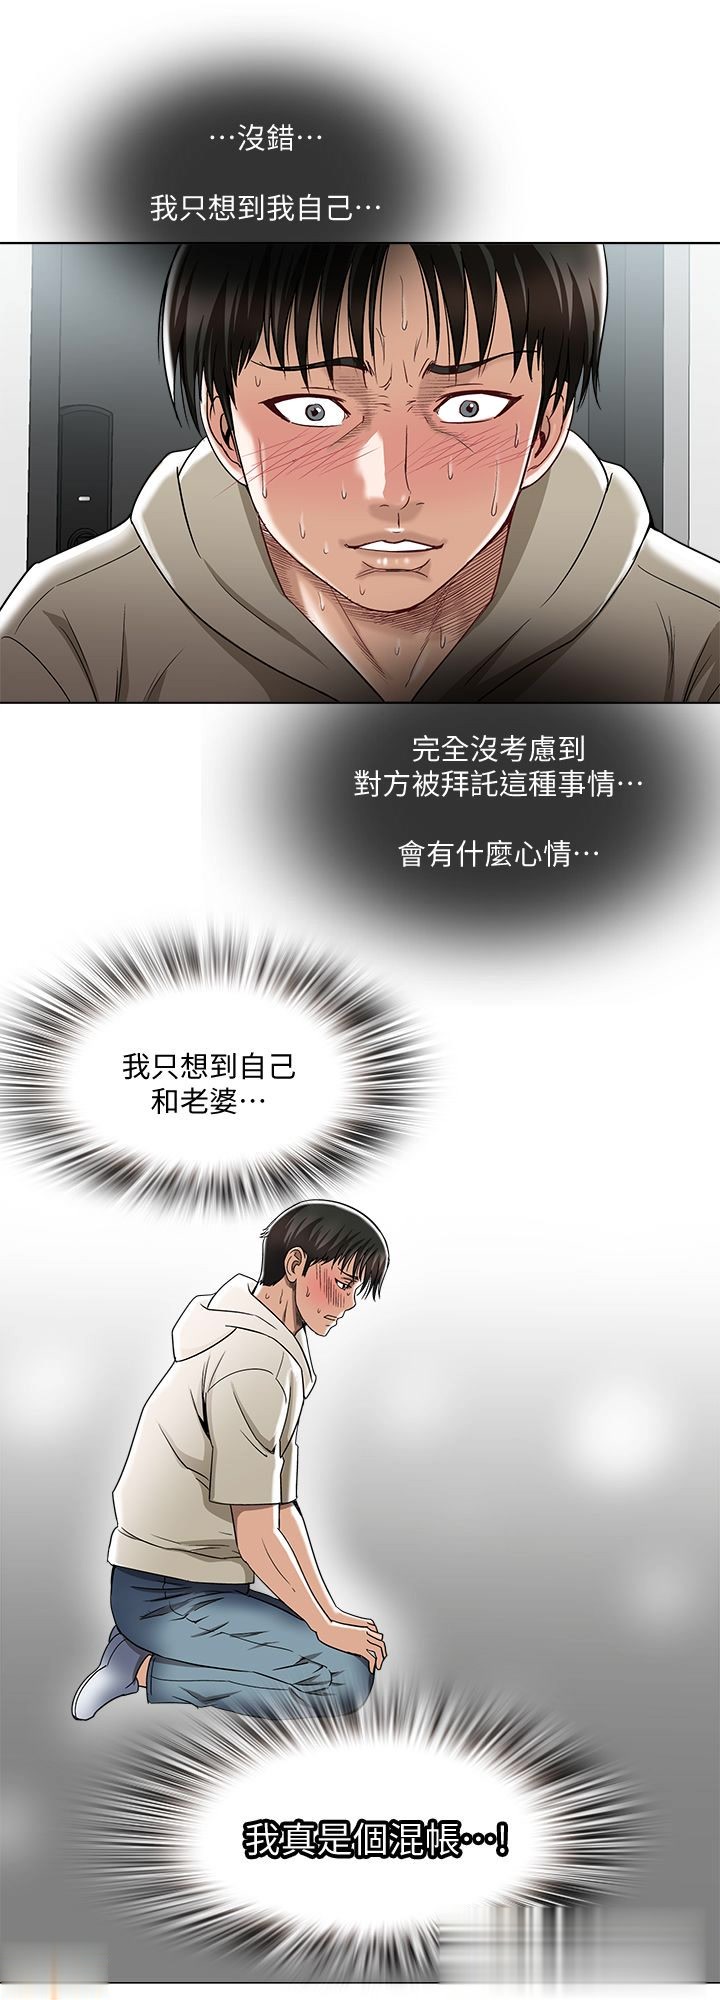 …沒錯…
我只想到我自己…
完全沒考慮到
對方被拜託這種事情…
會有什麼心情…
我只想到自己
和老婆…
我真是個混帳…!